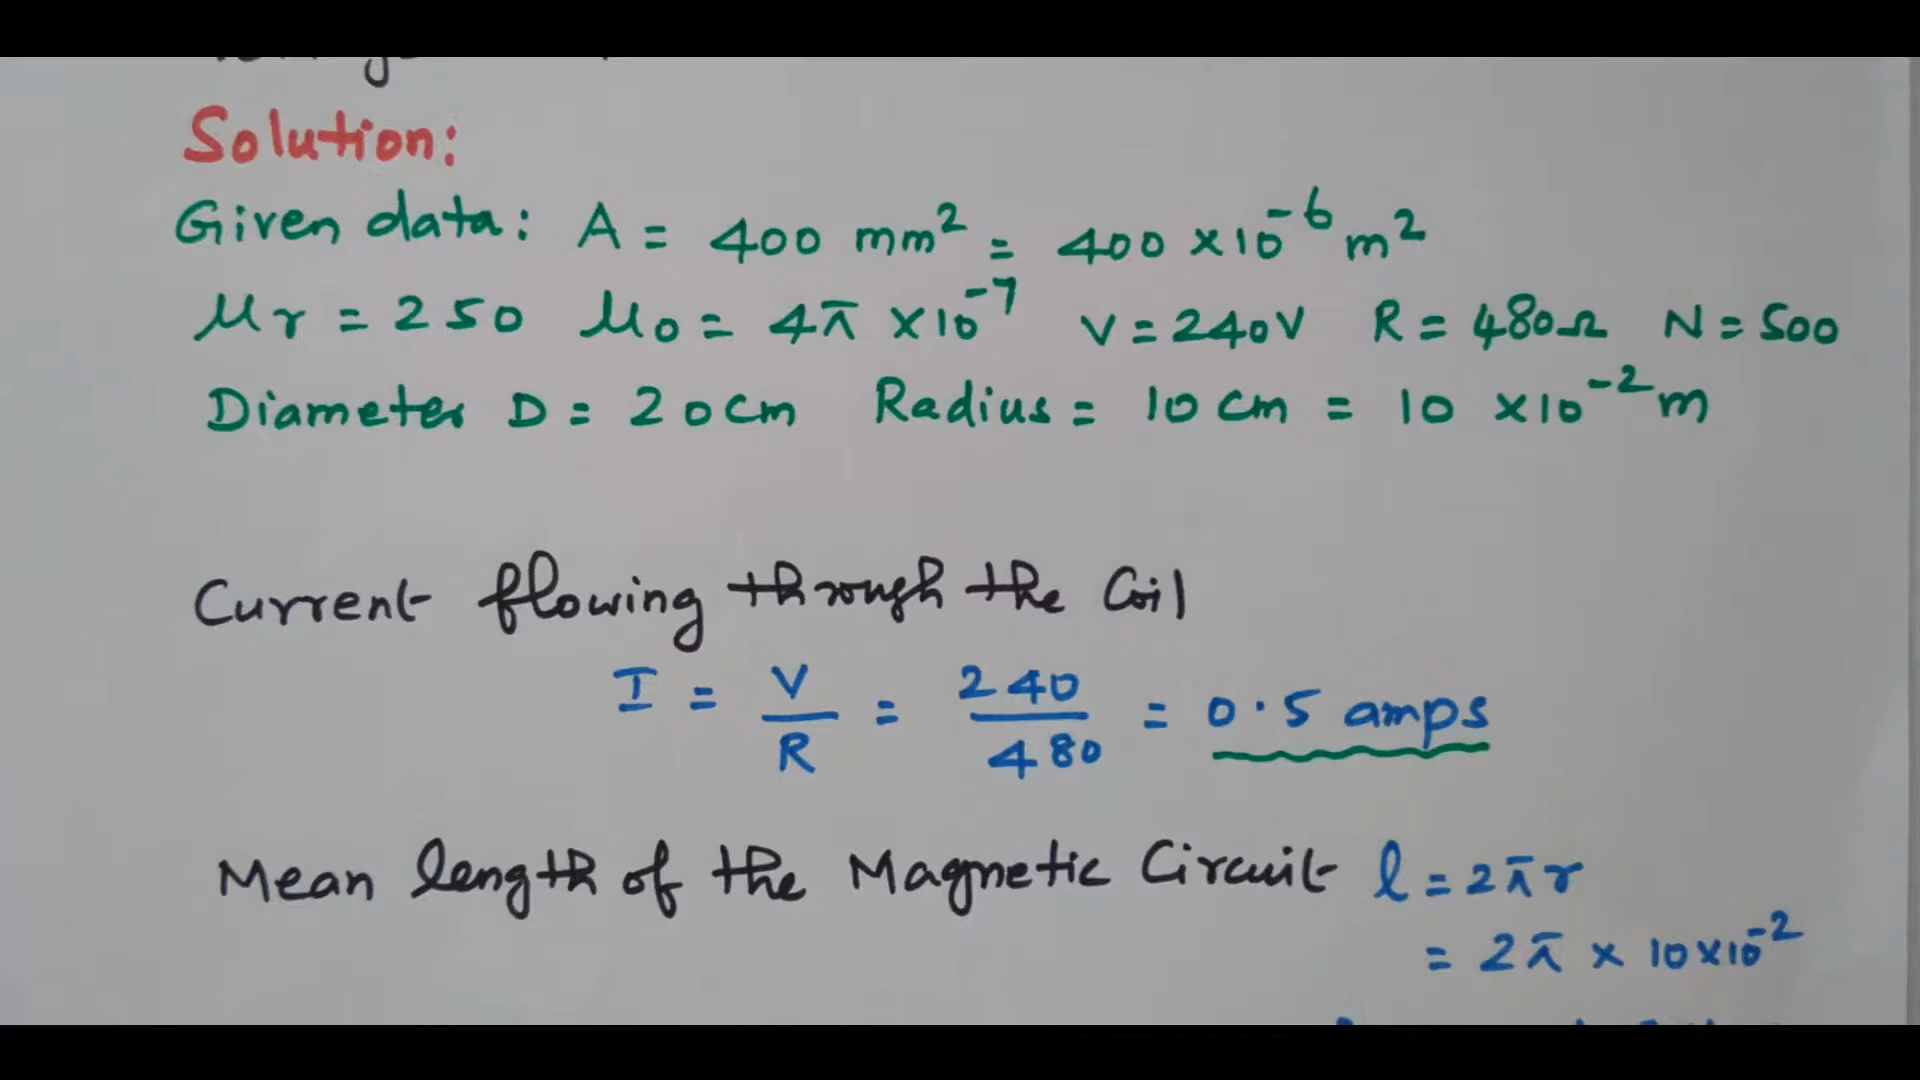 Solution:
Given data: A = 400 mm² = 400 ×10⁻⁶ m²
μr = 250 μ₀ = 4π ×10⁻⁷ V = 240V R = 480Ω N = 500
Diameter D = 20cm Radius = 10 cm = 10 ×10⁻² m
Current flowing through the Coil
I = V/R = 240/480 = 0.5 amps
Mean length of the Magnetic Circuit l = 2πr
= 2π × 10×10⁻²